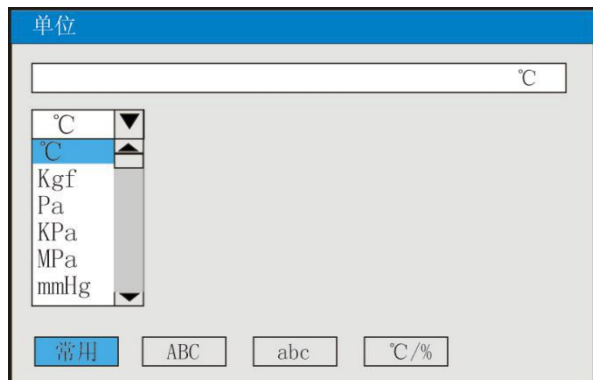 单位
℃
℃
℃
Kgf
Pa
KPa
MPa
mmHg
常用 ABC abc ℃/%